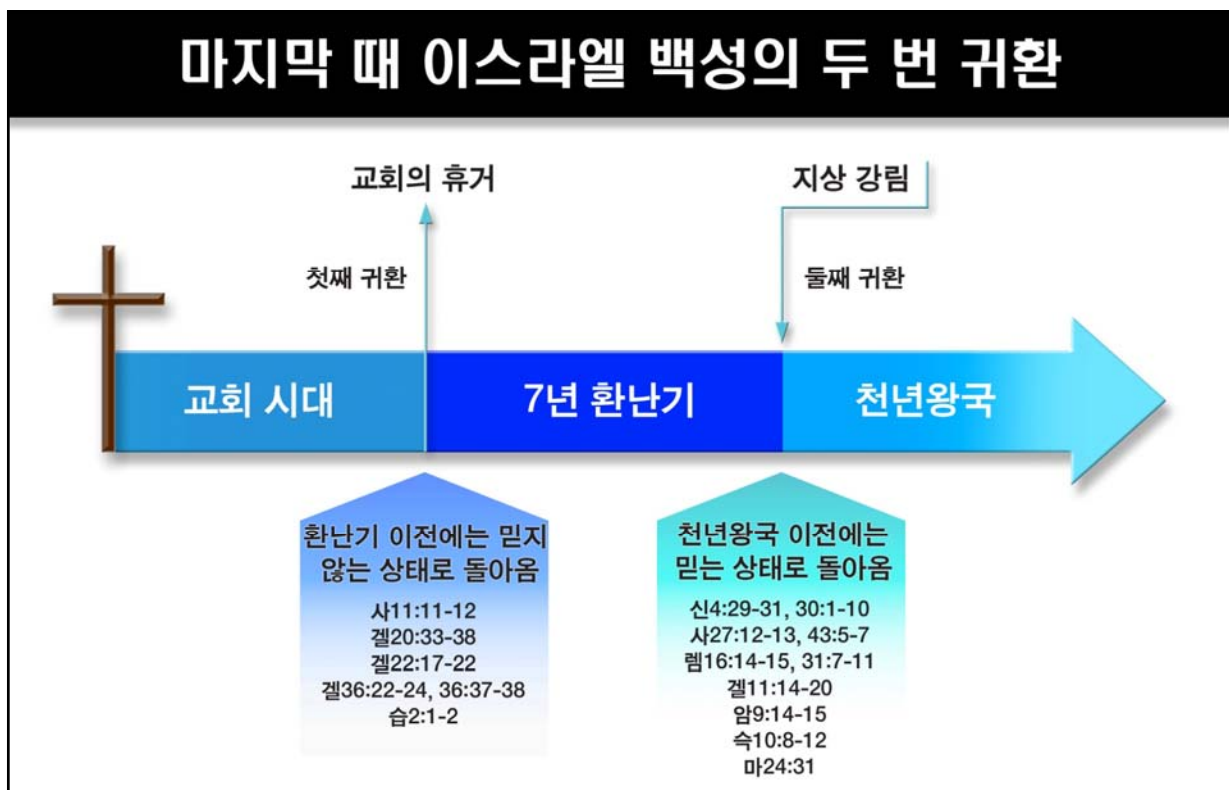 마지막 때 이스라엘 백성의 두 번 귀환
교회의 휴거
지상 강림
첫째 귀환
둘째 귀환
교회 시대
7년 환난기
천년왕국
환난기 이전에는 믿지
않는 상태로 돌아옴
사11:11-12
겔20:33-38
겔22:17-22
겔36:22-24, 36:37-38
습2:1-2
천년왕국 이전에는
믿는 상태로 돌아옴
신4:29-31, 30:1-10
사27:12-13, 43:5-7
렘16:14-15, 31:7-11
겔11:14-20
암9:14-15
슥10:8-12
마24:31